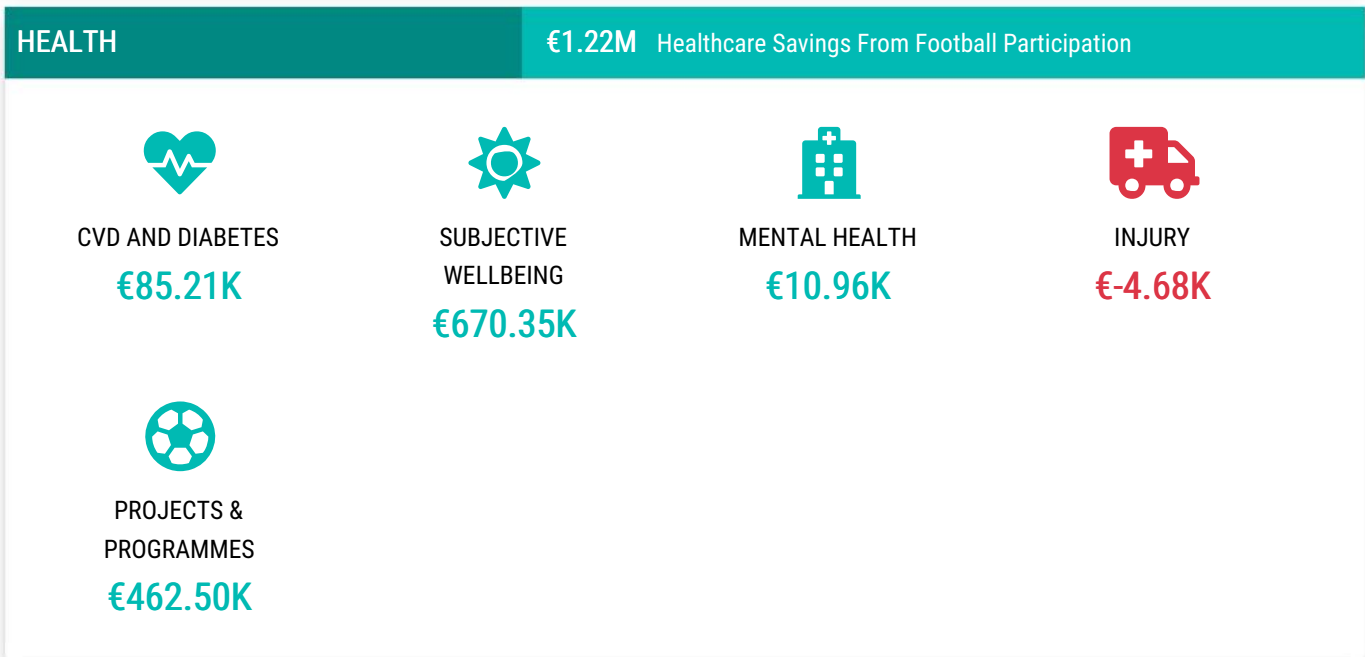 HEALTH
€1.22M Healthcare Savings From Football Participation
CVD AND DIABETES
€85.21K
SUBJECTIVE
WELLBEING
€670.35K
MENTAL HEALTH
€10.96K
INJURY
€-4.68K
PROJECTS &
PROGRAMMES
€462.50K